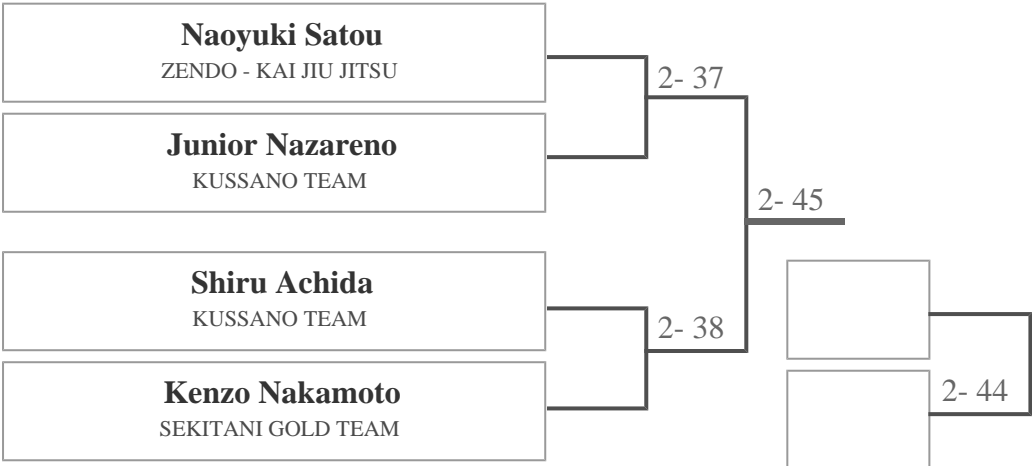 Naoyuki Satou
ZENDO - KAI JIU JITSU
2- 37
Junior Nazareno
KUSSANO TEAM
2- 45
Shiru Achida
KUSSANO TEAM
2- 38
Kenzo Nakamoto
SEKITANI GOLD TEAM
2- 44